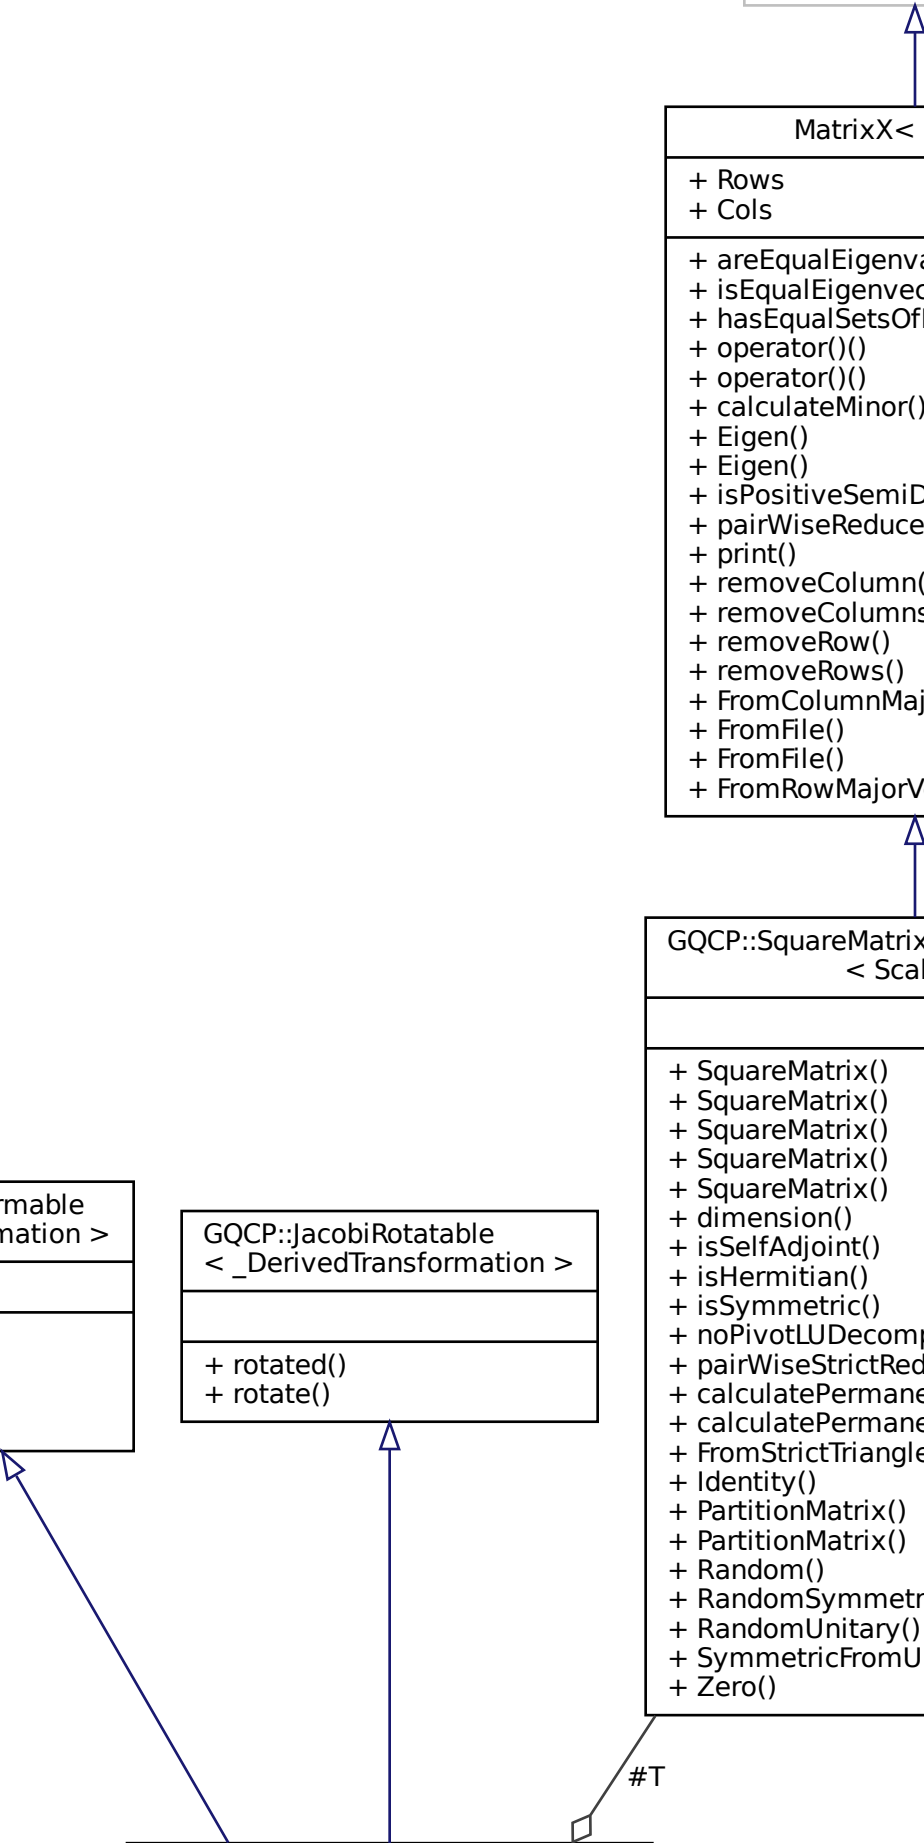 MatrixX<
+ Rows
+ Cols
+ areEqualEigenva
+ isEqualEigenvec
+ hasEqualSetsOf
+ operator()()
+ operator()()
+ calculateMinor()
+ Eigen()
+ Eigen()
+ isPositiveSemiD
+ pairWiseReduce
+ print()
+ removeColumn(
+ removeColumns
+ removeRow()
+ removeRows()
+ FromColumnMaj
+ FromFile()
+ FromFile()
+ FromRowMajorV
GQCP::SquareMatrix
< Scal
+ SquareMatrix()
+ SquareMatrix()
+ SquareMatrix()
+ SquareMatrix()
+ SquareMatrix()
+ dimension()
+ isSelfAdjoint()
+ isHermitian()
+ isSymmetric()
+ noPivotLUDecomp
+ pairWiseStrictRed
+ calculatePermane
+ calculatePermane
+ FromStrictTriangle
+ Identity()
+ PartitionMatrix()
+ PartitionMatrix()
+ Random()
+ RandomSymmetr
+ RandomUnitary()
+ SymmetricFromU
+ Zero()
rmable
mation >
GQCP::JacobiRotatable
< _DerivedTransformation >
+ rotated()
+ rotate()
#T